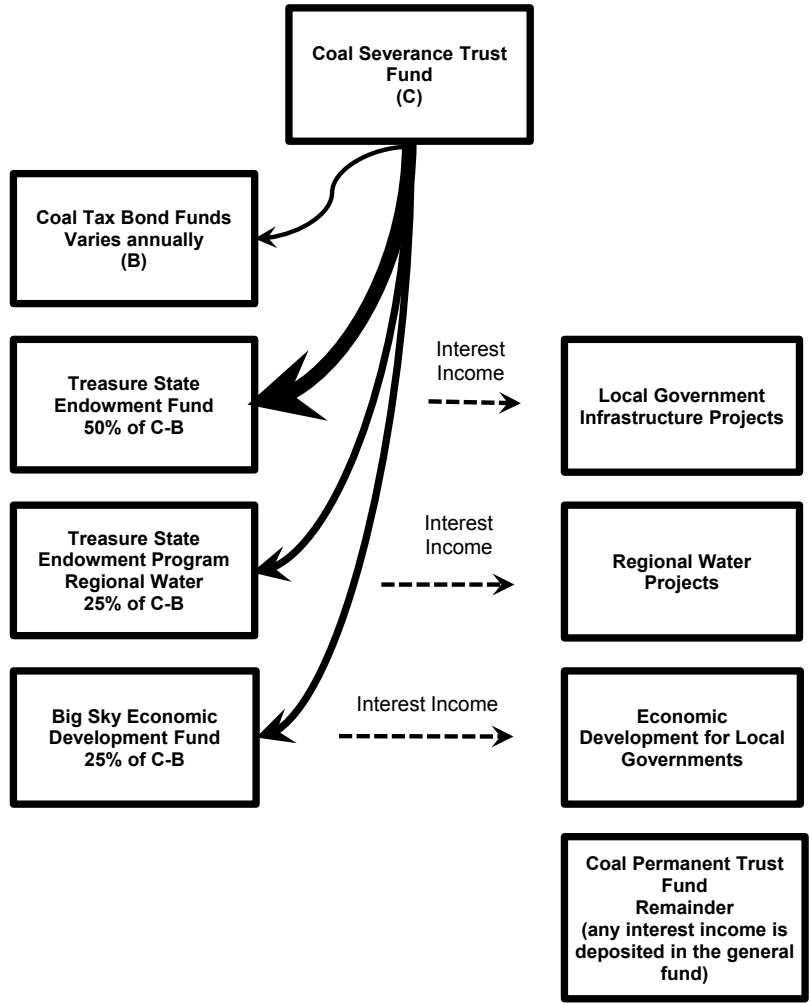 Coal Severance Trust
Fund
(C)
Coal Tax Bond Funds
Varies annually
(B)
Treasure State
Endowment Fund
50% of C-B
Interest
Income
Local Government
Infrastructure Projects
Treasure State
Endowment Program
Regional Water
25% of C-B
Interest
Income
Regional Water
Projects
Big Sky Economic
Development Fund
25% of C-B
Interest Income
Economic
Development for Local
Governments
Coal Permanent Trust
Fund
Remainder
(any interest income is
deposited in the general
fund)